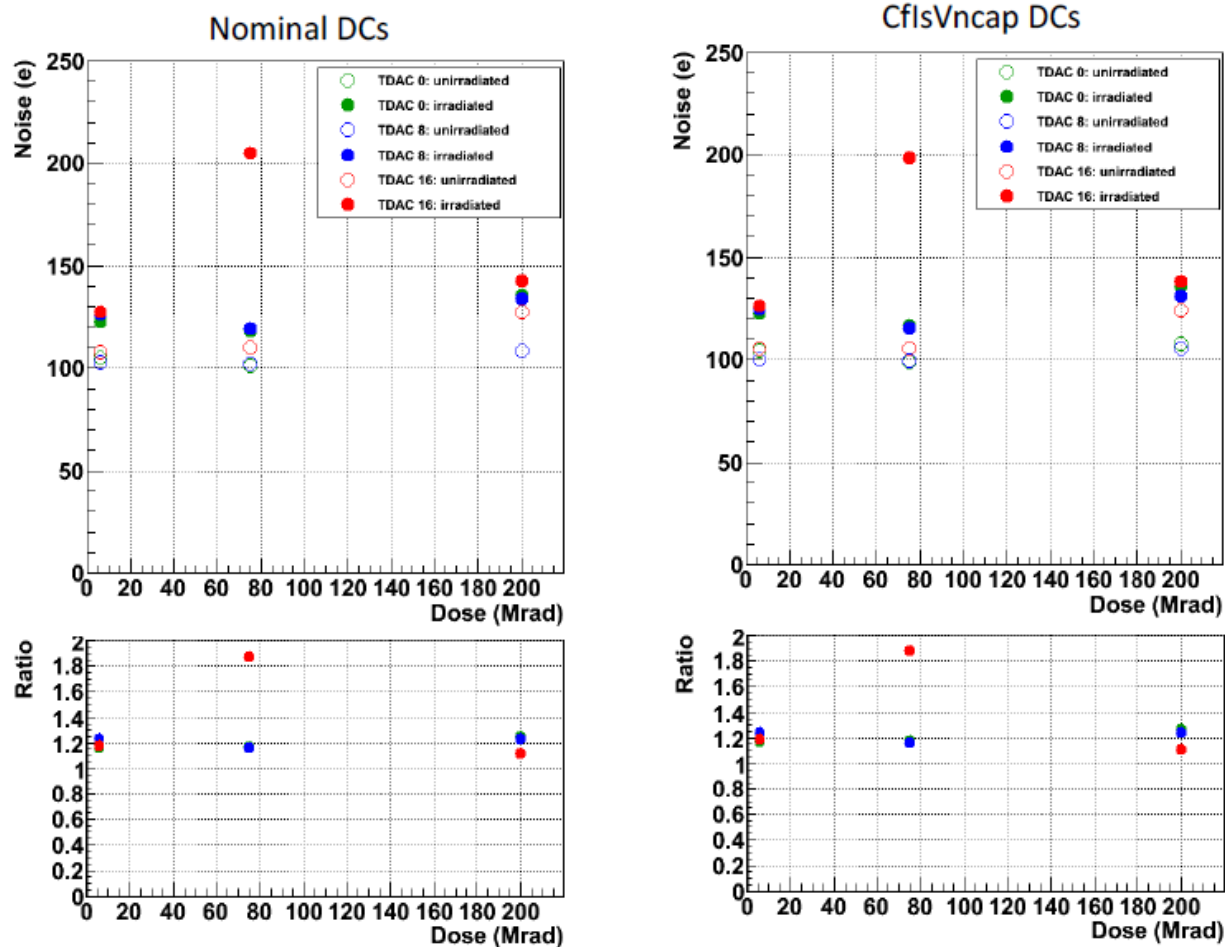 Nominal DCs
Noise (e)
250
200
150
100
50
0
TDAC 0: unirradiated
TDAC 0: irradiated
TDAC 8: unirradiated
TDAC 8: irradiated
TDAC 16: unirradiated
TDAC 16: irradiated
0 20 40 60 80 100 120 140 160 180 200
Dose (Mrad)
Ratio
2
1.8
1.6
1.4
1.2
1
0.8
0.6
0.4
0.2
0
0 20 40 60 80 100 120 140 160 180 200
Dose (Mrad)
CfIsVncap DCs
Noise (e)
250
200
150
100
50
0
TDAC 0: unirradiated
TDAC 0: irradiated
TDAC 8: unirradiated
TDAC 8: irradiated
TDAC 16: unirradiated
TDAC 16: irradiated
0 20 40 60 80 100 120 140 160 180 200
Dose (Mrad)
Ratio
2
1.8
1.6
1.4
1.2
1
0.8
0.6
0.4
0.2
0
0 20 40 60 80 100 120 140 160 180 200
Dose (Mrad)